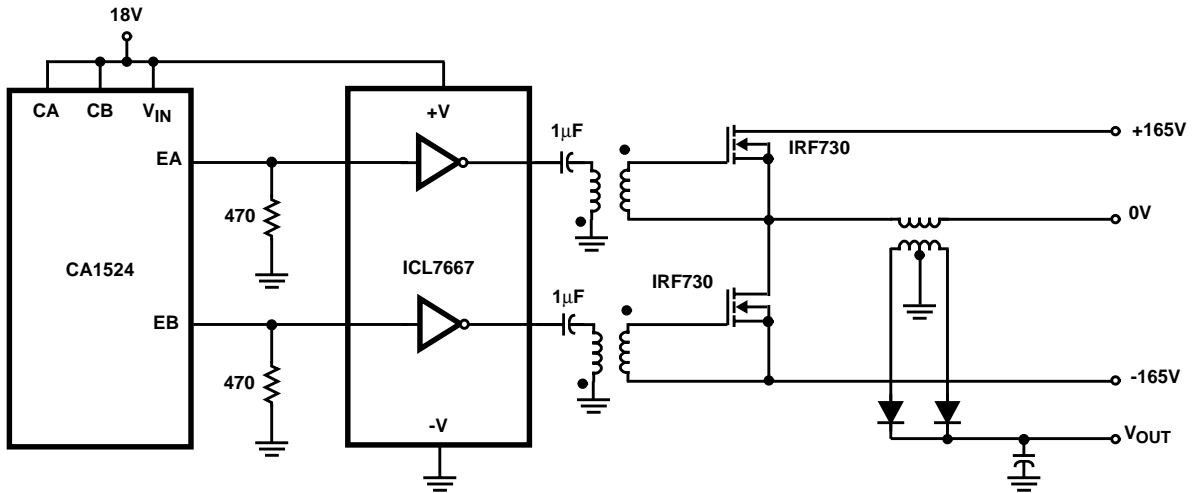 18V
CA CB VIN
+V
EA
1μF
IRF730
+165V
470
0V
CA1524
ICL7667
IRF730
1μF
EB
470
-165V
-V
VOUT